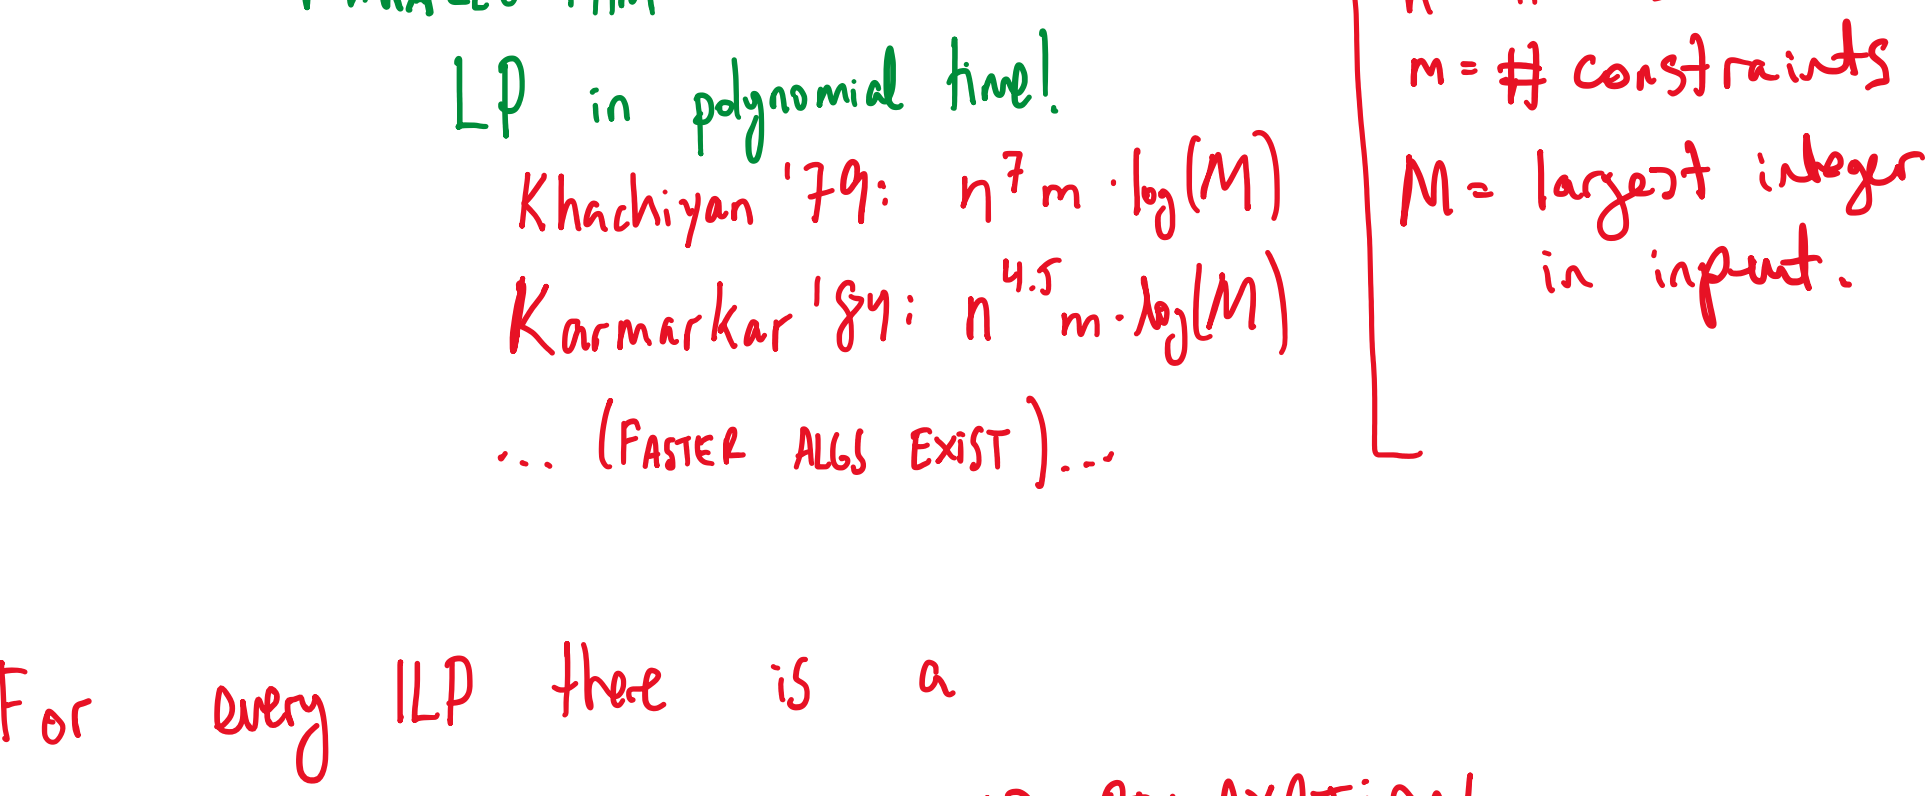 LP in polynomial time!
Khachiyan '79: n^7 m · log(M)
Karmarkar '84: n^4.5 m · log(M)
... (FASTER ALGS EXIST) ...
m = # constraints
M = largest integer
in input.
For every ILP there is a